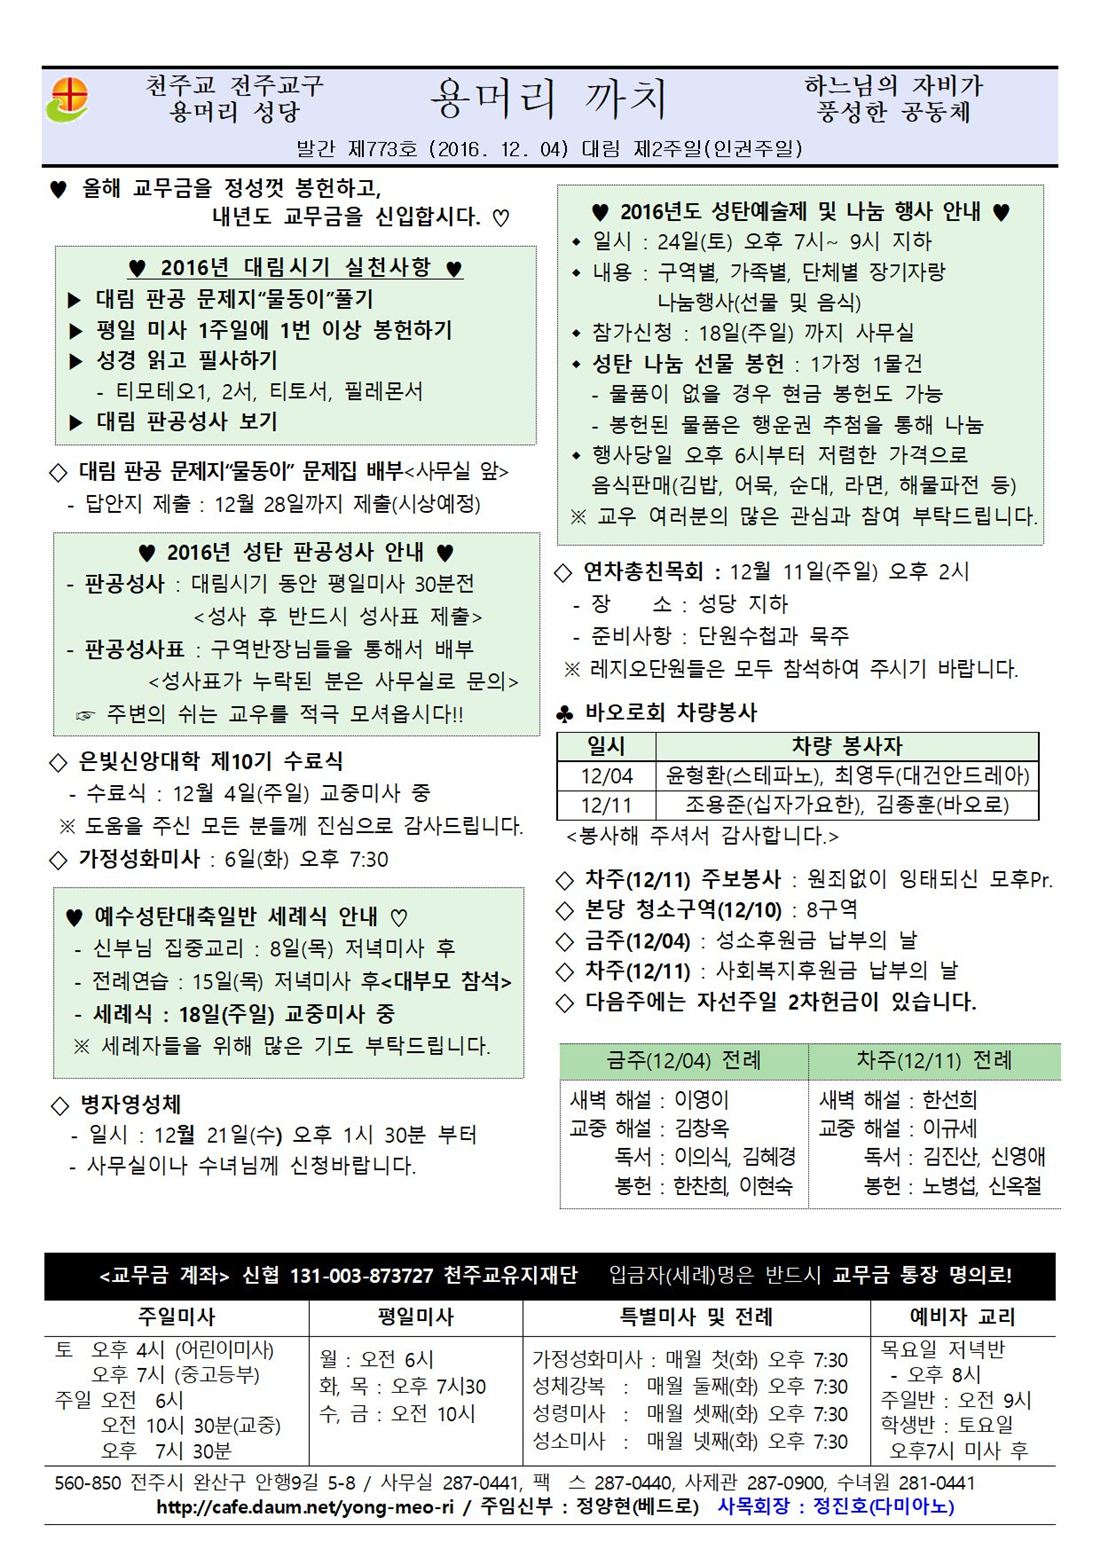 천주교 전주교구
용머리 성당
용머리 까치
하느님의 자비가
풍성한 공동체
발간 제773호 (2016. 12. 04) 대림 제2주일(인권주일)
♥ 올해 교무금을 정성껏 봉헌하고,
내년도 교무금을 신입합시다. ♡
♥ 2016년 대림시기 실천사항 ♥
▶ 대림 판공 문제지“물동이”풀기
▶ 평일 미사 1주일에 1번 이상 봉헌하기
▶ 성경 읽고 필사하기
- 티모테오1, 2서, 티토서, 필레몬서
▶ 대림 판공성사 보기
◇ 대림 판공 문제지“물동이” 문제집 배부<사무실 앞>
- 답안지 제출 : 12월 28일까지 제출(시상예정)
♥ 2016년 성탄 판공성사 안내 ♥
- 판공성사 : 대림시기 동안 평일미사 30분전
<성사 후 반드시 성사표 제출>
- 판공성사표 : 구역반장님들을 통해서 배부
<성사표가 누락된 분은 사무실로 문의>
☞ 주변의 쉬는 교우를 적극 모셔옵시다!!
◇ 은빛신앙대학 제10기 수료식
- 수료식 : 12월 4일(주일) 교중미사 중
※ 도움을 주신 모든 분들께 진심으로 감사드립니다.
◇ 가정성화미사 : 6일(화) 오후 7:30
♥ 예수성탄대축일반 세례식 안내 ♡
- 신부님 집중교리 : 8일(목) 저녁미사 후
- 전례연습 : 15일(목) 저녁미사 후<대부모 참석>
- 세례식 : 18일(주일) 교중미사 중
※ 세례자들을 위해 많은 기도 부탁드립니다.
◇ 병자영성체
- 일시 : 12월 21일(수) 오후 1시 30분 부터
- 사무실이나 수녀님께 신청바랍니다.
♥ 2016년도 성탄예술제 및 나눔 행사 안내 ♥
◆ 일시 : 24일(토) 오후 7시~ 9시 지하
◆ 내용 : 구역별, 가족별, 단체별 장기자랑
나눔행사(선물 및 음식)
◆ 참가신청 : 18일(주일) 까지 사무실
◆ 성탄 나눔 선물 봉헌 : 1가정 1물건
- 물품이 없을 경우 현금 봉헌도 가능
- 봉헌된 물품은 행운권 추첨을 통해 나눔
◆ 행사당일 오후 6시부터 저렴한 가격으로
음식판매(김밥, 어묵, 순대, 라면, 해물파전 등)
※ 교우 여러분의 많은 관심과 참여 부탁드립니다.
◇ 연차총친목회 : 12월 11일(주일) 오후 2시
- 장 소 : 성당 지하
- 준비사항 : 단원수첩과 묵주
※ 레지오단원들은 모두 참석하여 주시기 바랍니다.
♣ 바오로회 차량봉사
일시 차량 봉사자
12/04 윤형환(스테파노), 최영두(대건안드레아)
12/11 조용준(십자가요한), 김종훈(바오로)
<봉사해 주셔서 감사합니다.>
◇ 차주(12/11) 주보봉사 : 원죄없이 잉태되신 모후Pr.
◇ 본당 청소구역(12/10) : 8구역
◇ 금주(12/04) : 성소후원금 납부의 날
◇ 차주(12/11) : 사회복지후원금 납부의 날
◇ 다음주에는 자선주일 2차헌금이 있습니다.
금주(12/04) 전례 차주(12/11) 전례
새벽 해설 : 이영이 새벽 해설 : 한선희
교중 해설 : 김창옥 교중 해설 : 이규세
독서 : 이의식, 김혜경 독서 : 김진산, 신영애
봉헌 : 한찬희, 이현숙 봉헌 : 노병섭, 신옥철
<교무금 계좌> 신협 131-003-873727 천주교유지재단 입금자(세례)명은 반드시 교무금 통장 명의로!
주일미사 평일미사 특별미사 및 전례 예비자 교리
토 오후 4시 (어린이미사)
오후 7시 (중고등부)
주일 오전 6시
오전 10시 30분(교중)
오후 7시 30분
월 : 오전 6시
화, 목 : 오후 7시30
수, 금 : 오전 10시
가정성화미사 : 매월 첫(화) 오후 7:30
성체강복 : 매월 둘째(화) 오후 7:30
성령미사 : 매월 셋째(화) 오후 7:30
성소미사 : 매월 넷째(화) 오후 7:30
목요일 저녁반
- 오후 8시
주일반 : 오전 9시
학생반 : 토요일
오후7시 미사 후
560-850 전주시 완산구 안행9길 5-8 / 사무실 287-0441, 팩 스 287-0440, 사제관 287-0900, 수녀원 281-0441
http://cafe.daum.net/yong-meo-ri / 주임신부 : 정양현(베드로) 사목회장 : 정진호(다미아노)